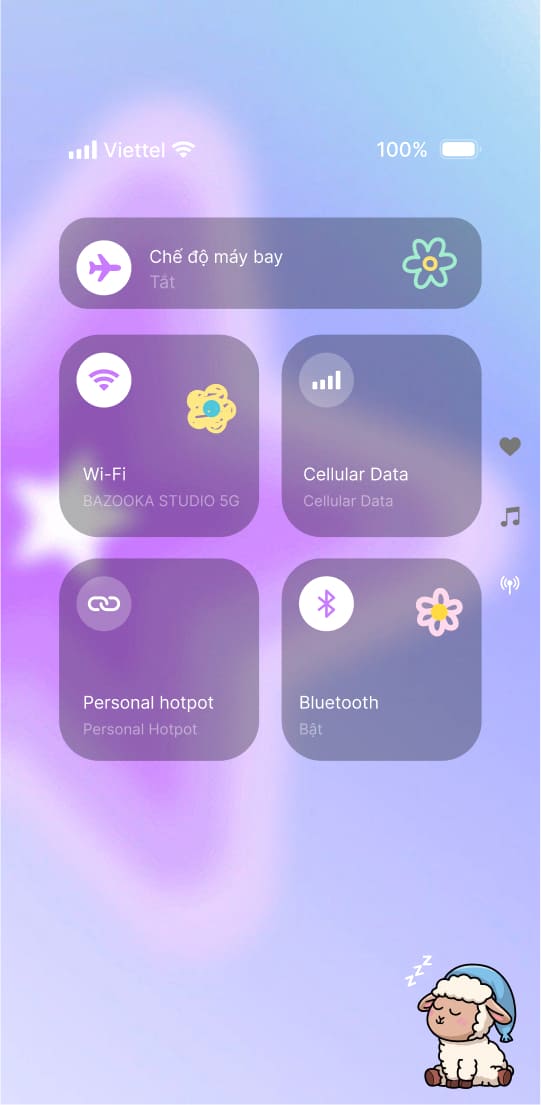 Viettel 100%
Chế độ máy bay
Tắt
Wi-Fi
BAZOOKA STUDIO 5G
Cellular Data
Cellular Data
Personal hotpot
Personal Hotpot
Bluetooth
Bật
z z z